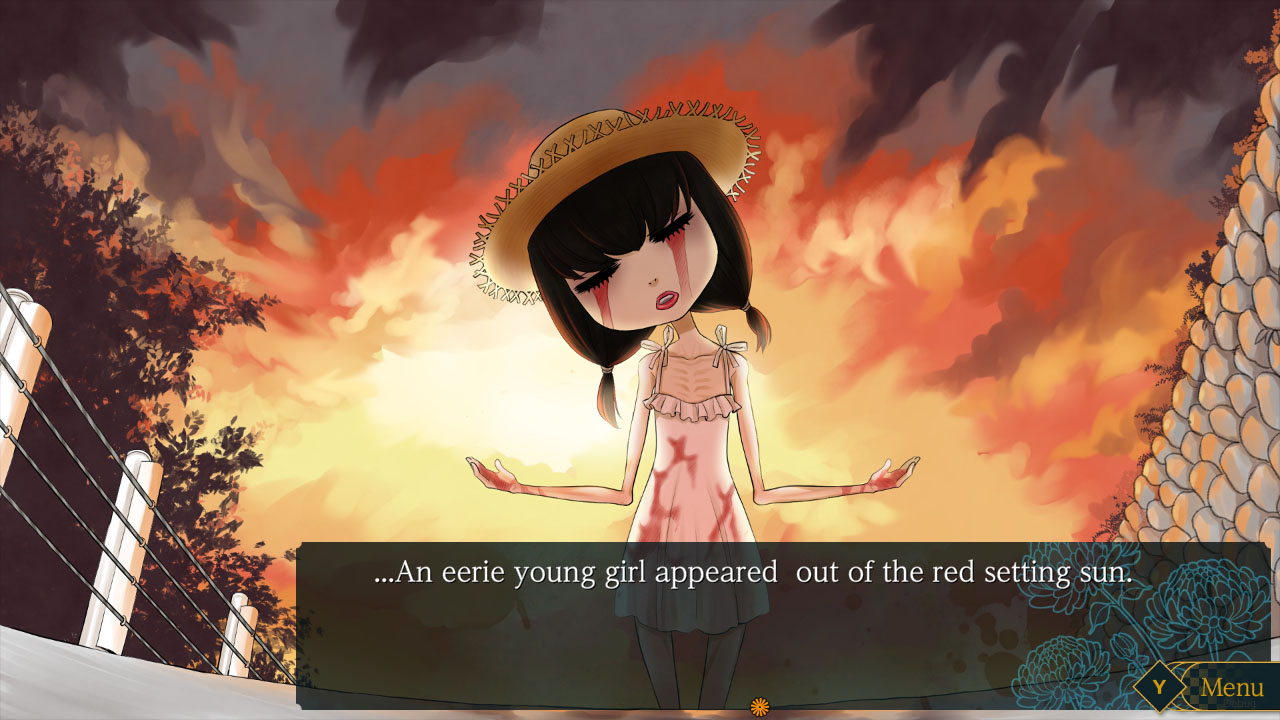 ...An eerie young girl appeared  out of the red setting sun.
Y Menu